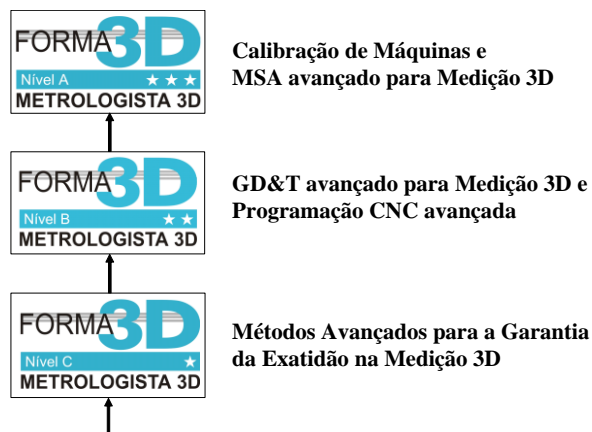 FORMA3D
Nível A ★ ★ ★
METROLOGISTA 3D
Calibração de Máquinas e
MSA avançado para Medição 3D
FORMA3D
Nível B ★ ★
METROLOGISTA 3D
GD&T avançado para Medição 3D e
Programação CNC avançada
FORMA3D
Nível C ★
METROLOGISTA 3D
Métodos Avançados para a Garantia
da Exatidão na Medição 3D